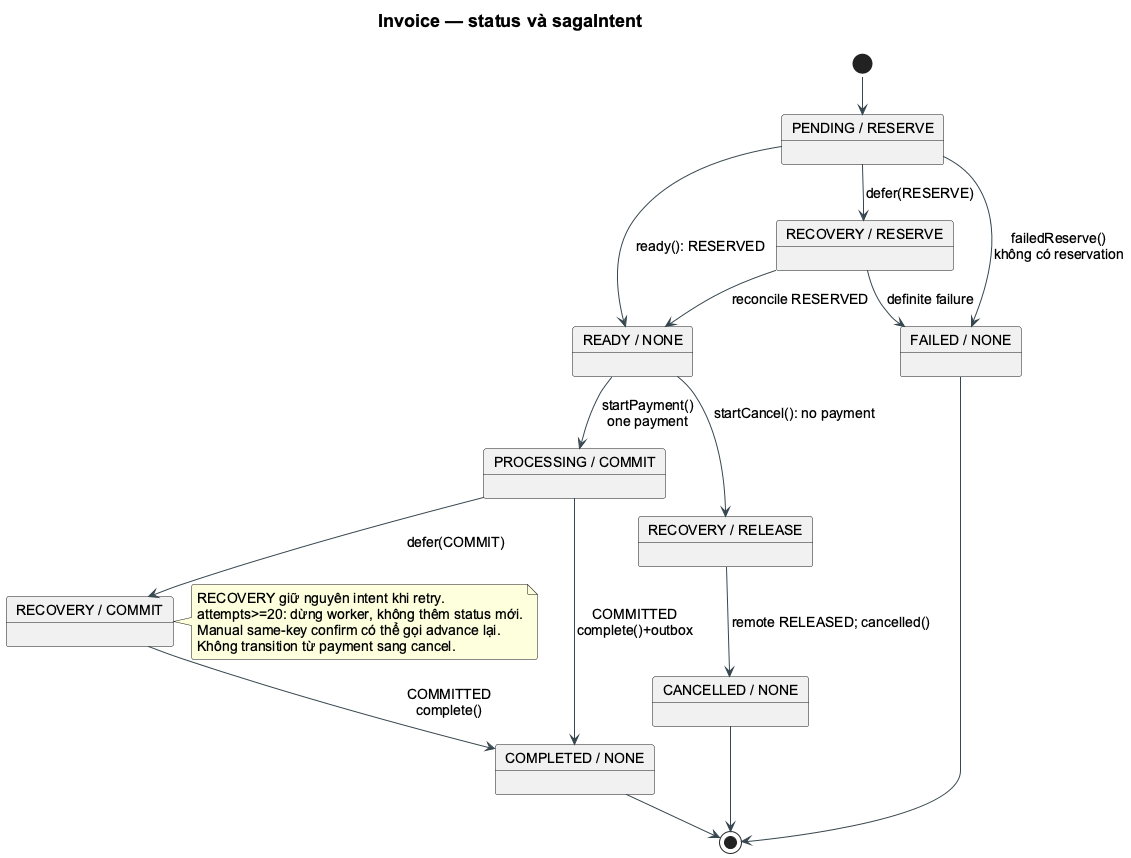 Invoice — status và sagaIntent
PENDING / RESERVE
defer(RESERVE)
RECOVERY / RESERVE
failedReserve()
không có reservation
ready(): RESERVED
reconcile RESERVED
definite failure
READY / NONE
FAILED / NONE
startPayment()
one payment
startCancel(): no payment
PROCESSING / COMMIT
RECOVERY / RELEASE
defer(COMMIT)
RECOVERY / COMMIT
RECOVERY giữ nguyên intent khi retry.
attempts>=20: dừng worker, không thêm status mới.
Manual same-key confirm có thể gọi advance lại.
Không transition từ payment sang cancel.
COMMITTED
complete()+outbox
remote RELEASED; cancelled()
COMMITTED
complete()
CANCELLED / NONE
COMPLETED / NONE